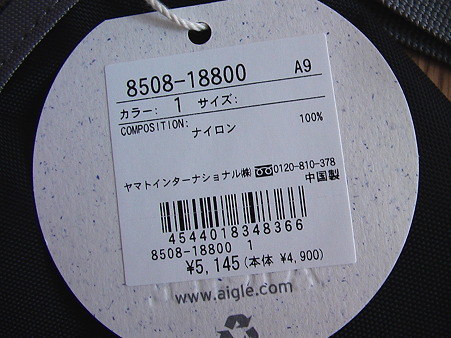 8508-18800 A9
カラー: 1 サイズ:
COMPOSITION:
ナイロン 100%
ヤマトインターナショナル㈱ 0120-810-378
中国製
4544018348366
8508-18800 1
¥5,145(本体 ¥4,900)
www.aigle.com